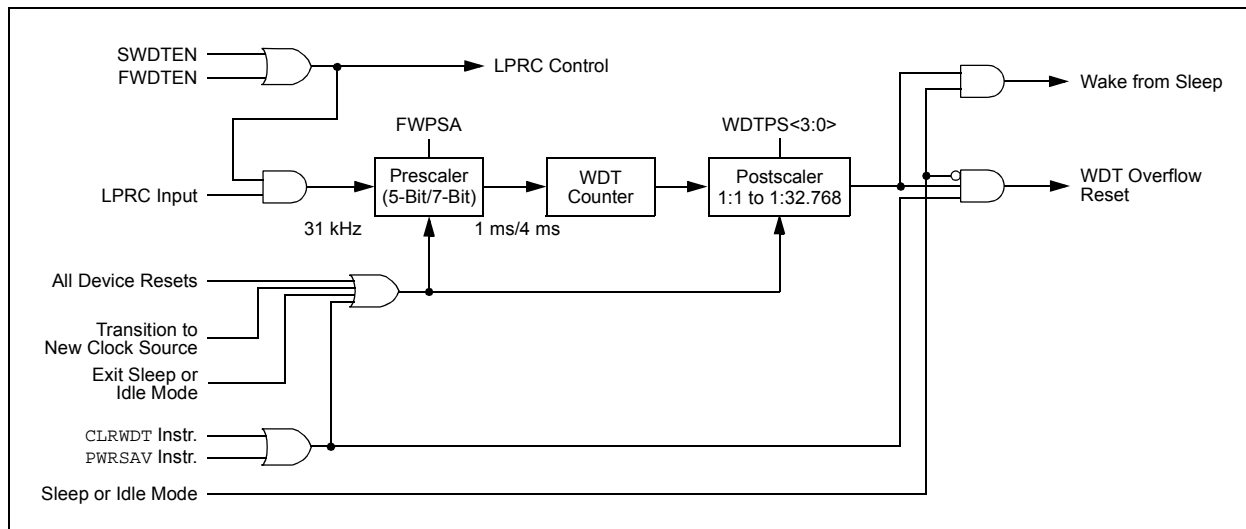 SWDTEN
FWDTEN
LPRC Control
Wake from Sleep
FWPSA
WDTPS<3:0>
LPRC Input
Prescaler
(5-Bit/7-Bit)
WDT
Counter
Postscaler
1:1 to 1:32.768
WDT Overflow
Reset
31 kHz
1 ms/4 ms
All Device Resets
Transition to
New Clock Source
Exit Sleep or
Idle Mode
CLRWDT Instr.
PWRSAV Instr.
Sleep or Idle Mode